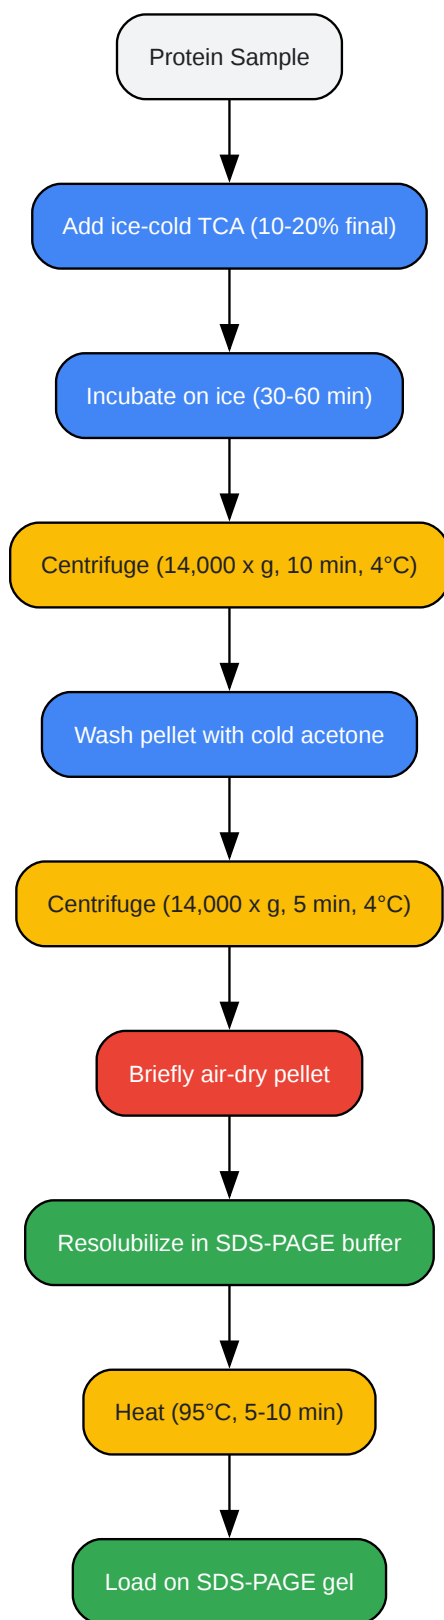 Protein Sample
Add ice-cold TCA (10-20% final)
Incubate on ice (30-60 min)
Centrifuge (14,000 x g, 10 min, 4°C)
Wash pellet with cold acetone
Centrifuge (14,000 x g, 5 min, 4°C)
Briefly air-dry pellet
Resolubilize in SDS-PAGE buffer
Heat (95°C, 5-10 min)
Load on SDS-PAGE gel